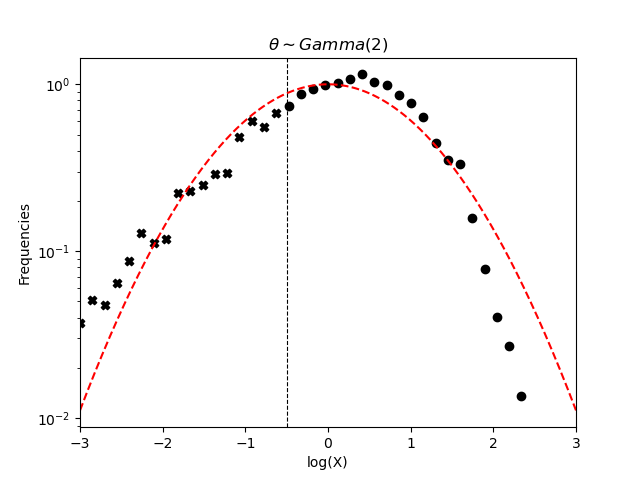 θ ~ Gamma(2)
Frequencies
10⁰
10⁻¹
10⁻²
−3 −2 −1 0 1 2 3
log(X)